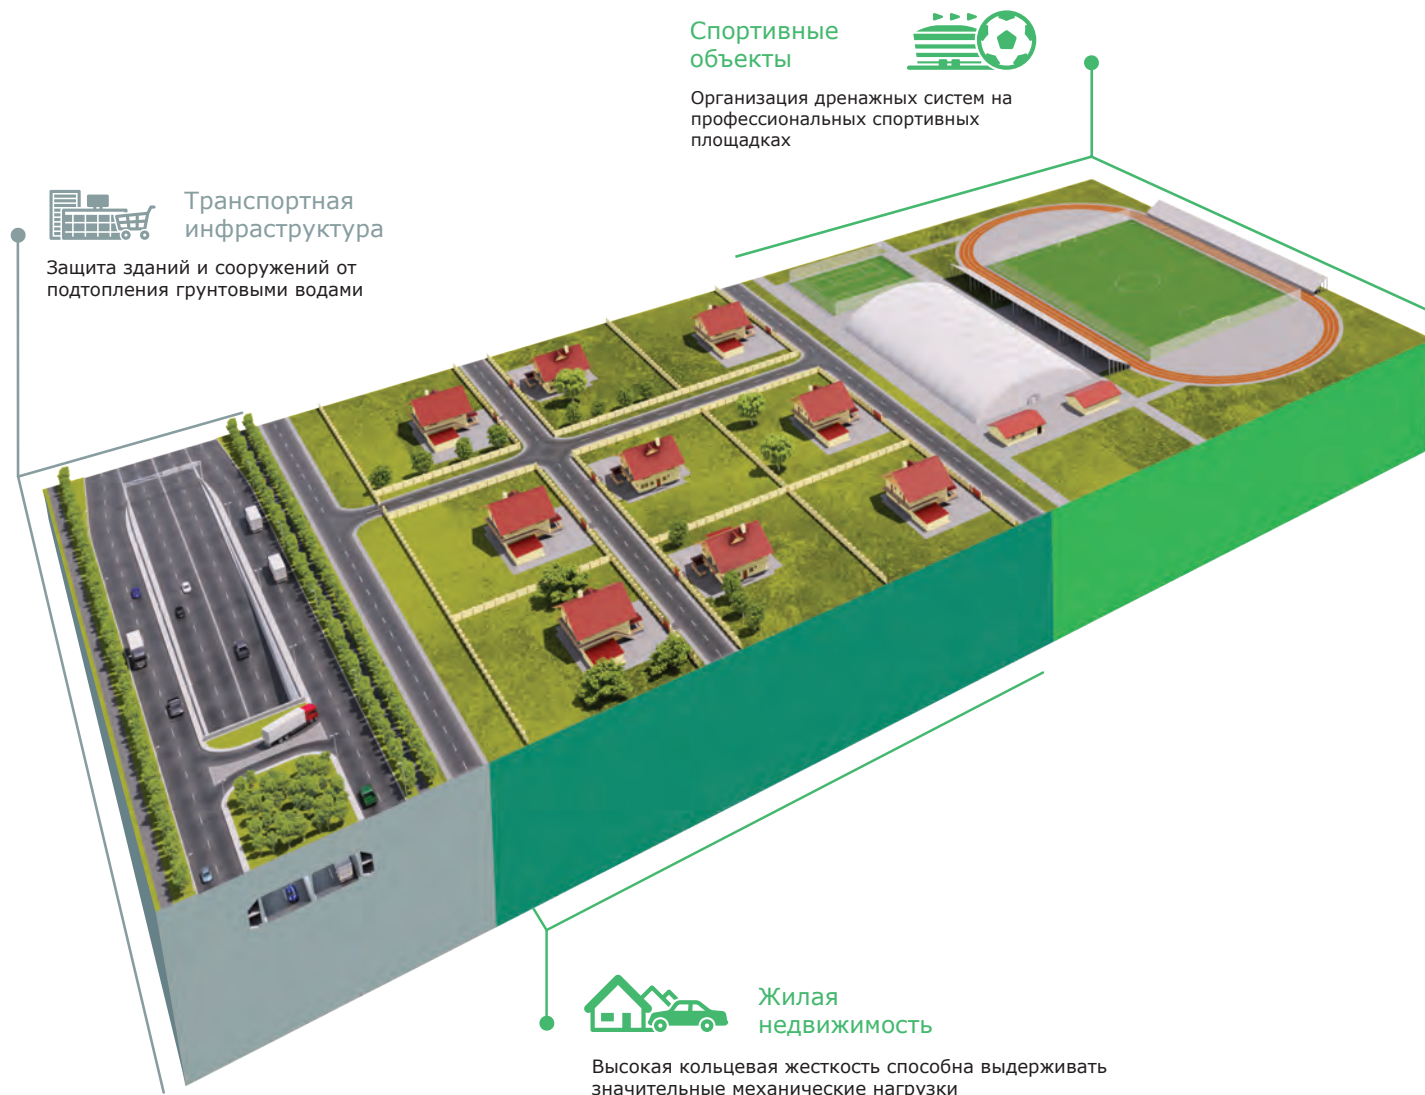 Спортивные
объекты
Организация дренажных систем на
профессиональных спортивных
площадках
Транспортная
инфраструктура
Защита зданий и сооружений от
подтопления грунтовыми водами
Жилая
недвижимость
Высокая кольцевая жесткость способна выдерживать
значительные механические нагрузки